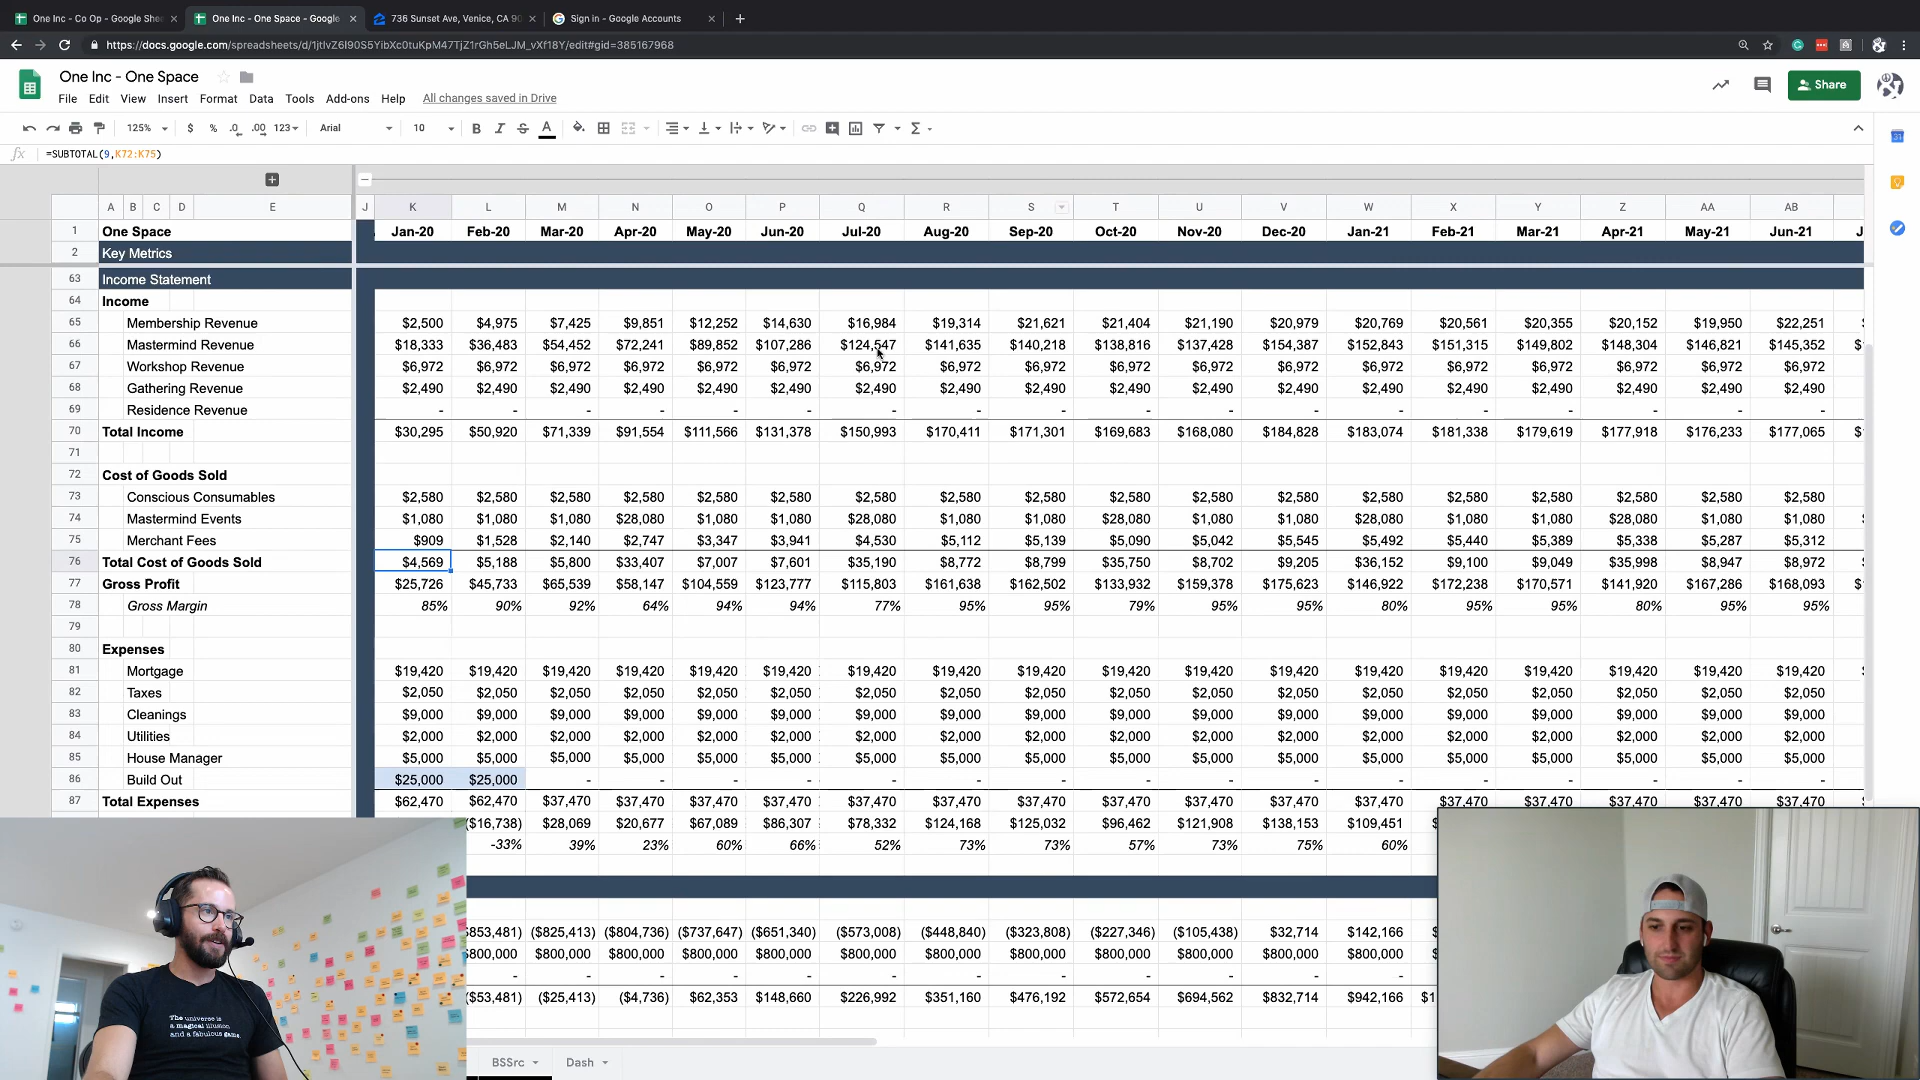 One Inc - Co Op - Google She
One Inc - One Space - Google
736 Sunset Ave, Venice, CA 90
Sign in - Google Accounts
https://docs.google.com/spreadsheets/d/1jtlvZ6I90S5YibXc0tuKpM47TjZ1rGh5eLJM_vXf18Y/edit#gid=385167968
One Inc - One Space
File Edit View Insert Format Data Tools Add-ons Help All changes saved in Drive
Share
125% $ % .0 .00 123 Arial 10 B I S A
=SUBTOTAL(9,K72:K75)
A B C D E J K L M N O P Q R S T U V W X Y Z AA AB
1 One Space Jan-20 Feb-20 Mar-20 Apr-20 May-20 Jun-20 Jul-20 Aug-20 Sep-20 Oct-20 Nov-20 Dec-20 Jan-21 Feb-21 Mar-21 Apr-21 May-21 Jun-21 J
2 Key Metrics
63 Income Statement
64 Income
65 Membership Revenue $2,500 $4,975 $7,425 $9,851 $12,252 $14,630 $16,984 $19,314 $21,621 $21,404 $21,190 $20,979 $20,769 $20,561 $20,355 $20,152 $19,950 $22,251
66 Mastermind Revenue $18,333 $36,483 $54,452 $72,241 $89,852 $107,286 $124,547 $141,635 $140,218 $138,816 $137,428 $154,387 $152,843 $151,315 $149,802 $148,304 $146,821 $145,352 $1
67 Workshop Revenue $6,972 $6,972 $6,972 $6,972 $6,972 $6,972 $6,972 $6,972 $6,972 $6,972 $6,972 $6,972 $6,972 $6,972 $6,972 $6,972 $6,972 $6,972
68 Gathering Revenue $2,490 $2,490 $2,490 $2,490 $2,490 $2,490 $2,490 $2,490 $2,490 $2,490 $2,490 $2,490 $2,490 $2,490 $2,490 $2,490 $2,490 $2,490
69 Residence Revenue - - - - - - - - - - - - - - - - - -
70 Total Income $30,295 $50,920 $71,339 $91,554 $111,566 $131,378 $150,993 $170,411 $171,301 $169,683 $168,080 $184,828 $183,074 $181,338 $179,619 $177,918 $176,233 $177,065 $1
71
72 Cost of Goods Sold
73 Conscious Consumables $2,580 $2,580 $2,580 $2,580 $2,580 $2,580 $2,580 $2,580 $2,580 $2,580 $2,580 $2,580 $2,580 $2,580 $2,580 $2,580 $2,580 $2,580
74 Mastermind Events $1,080 $1,080 $1,080 $28,080 $1,080 $1,080 $28,080 $1,080 $1,080 $28,080 $1,080 $1,080 $28,080 $1,080 $1,080 $28,080 $1,080 $1,080
75 Merchant Fees $909 $1,528 $2,140 $2,747 $3,347 $3,941 $4,530 $5,112 $5,139 $5,090 $5,042 $5,545 $5,492 $5,440 $5,389 $5,338 $5,287 $5,312
76 Total Cost of Goods Sold $4,569 $5,188 $5,800 $33,407 $7,007 $7,601 $35,190 $8,772 $8,799 $35,750 $8,702 $9,205 $36,152 $9,100 $9,049 $35,998 $8,947 $8,972
77 Gross Profit $25,726 $45,733 $65,539 $58,147 $104,559 $123,777 $115,803 $161,638 $162,502 $133,932 $159,378 $175,623 $146,922 $172,238 $170,571 $141,920 $167,286 $168,093 $1
78 Gross Margin 85% 90% 92% 64% 94% 94% 77% 95% 95% 79% 95% 95% 80% 95% 95% 80% 95% 95%
79
80 Expenses
81 Mortgage $19,420 $19,420 $19,420 $19,420 $19,420 $19,420 $19,420 $19,420 $19,420 $19,420 $19,420 $19,420 $19,420 $19,420 $19,420 $19,420 $19,420 $19,420
82 Taxes $2,050 $2,050 $2,050 $2,050 $2,050 $2,050 $2,050 $2,050 $2,050 $2,050 $2,050 $2,050 $2,050 $2,050 $2,050 $2,050 $2,050 $2,050
83 Cleanings $9,000 $9,000 $9,000 $9,000 $9,000 $9,000 $9,000 $9,000 $9,000 $9,000 $9,000 $9,000 $9,000 $9,000 $9,000 $9,000 $9,000 $9,000
84 Utilities $2,000 $2,000 $2,000 $2,000 $2,000 $2,000 $2,000 $2,000 $2,000 $2,000 $2,000 $2,000 $2,000 $2,000 $2,000 $2,000 $2,000 $2,000
85 House Manager $5,000 $5,000 $5,000 $5,000 $5,000 $5,000 $5,000 $5,000 $5,000 $5,000 $5,000 $5,000 $5,000 $5,000 $5,000 $5,000 $5,000 $5,000
86 Build Out $25,000 $25,000 - - - - - - - - - - - - - - - -
87 Total Expenses $62,470 $62,470 $37,470 $37,470 $37,470 $37,470 $37,470 $37,470 $37,470 $37,470 $37,470 $37,470 $37,470 $37,470 $37,470 $37,470 $37,470 $37,470
($16,738) $28,069 $20,677 $67,089 $86,307 $78,332 $124,168 $125,032 $96,462 $121,908 $138,153 $109,451
-33% 39% 23% 60% 66% 52% 73% 73% 57% 73% 75% 60%
$853,481) ($825,413) ($804,736) ($737,647) ($651,340) ($573,008) ($448,840) ($323,808) ($227,346) ($105,438) $32,714 $142,166
$800,000 $800,000 $800,000 $800,000 $800,000 $800,000 $800,000 $800,000 $800,000 $800,000 $800,000 $800,000
- - - - - - - - - - - -
($53,481) ($25,413) ($4,736) $62,353 $148,660 $226,992 $351,160 $476,192 $572,654 $694,562 $832,714 $942,166 $1
The universe is
a magical illusion
and a fabulous game.
BSSrc Dash